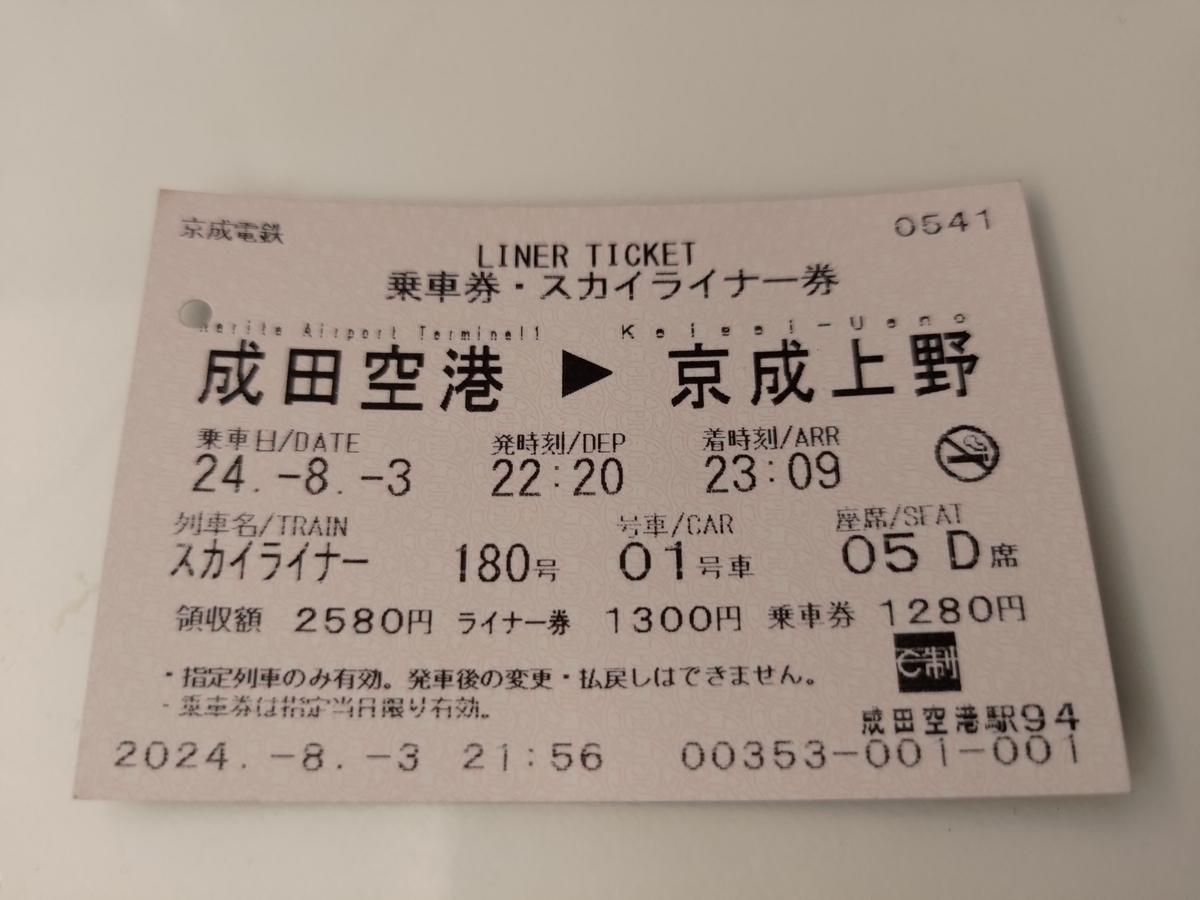 京成電鉄 0541
LINER TICKET
乗車券・スカイライナー券
Narita Airport Terminal1 Keisei-Ueno
成田空港 ▶ 京成上野
乗車日/DATE 発時刻/DEP 着時刻/ARR
24.-8.-3 22:20 23:09
列車名/TRAIN 号車/CAR 座席/SEAT
スカイライナー 180号 01号車 05 D席
領収額 2580円 ライナー券 1300円 乗車券 1280円
・指定列車のみ有効。発車後の変更・払戻しはできません。
C制
・乗車券は指定当日限り有効。
成田空港駅94
2024.-8.-3 21:56 00353-001-001